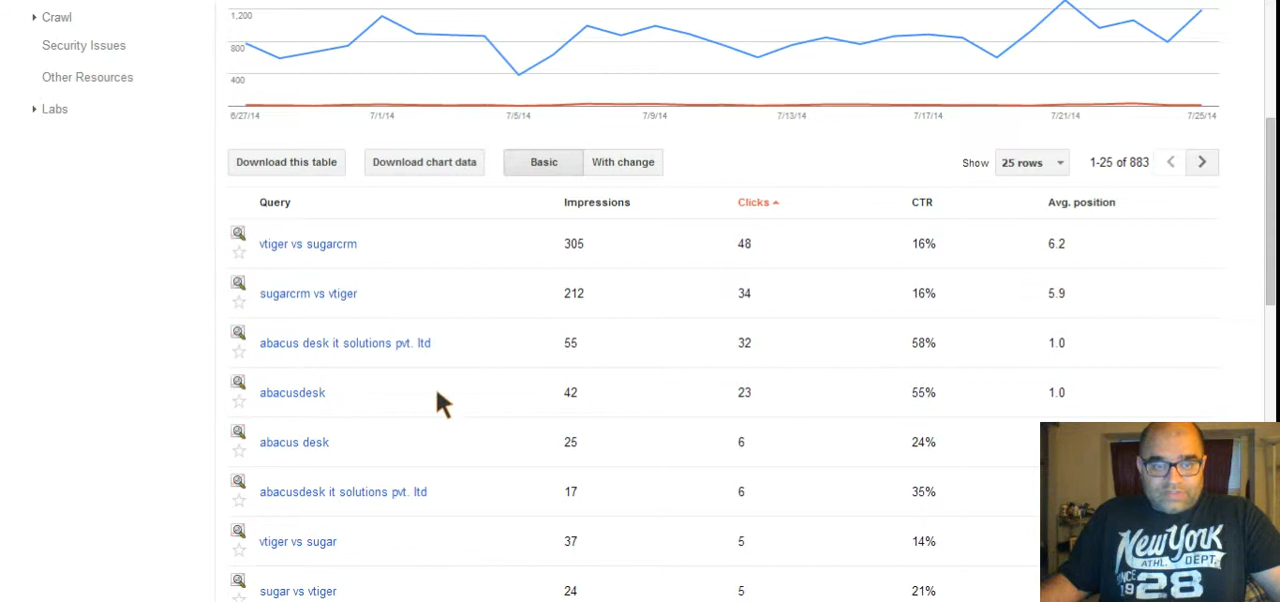 Crawl
Security Issues
Other Resources
Labs
1,200
800
400
6/27/14 7/1/14 7/5/14 7/9/14 7/13/14 7/17/14 7/21/14 7/25/14
Download this table Download chart data Basic With change Show 25 rows 1-25 of 883
Query Impressions Clicks CTR Avg. position
vtiger vs sugarcrm 305 48 16% 6.2
sugarcrm vs vtiger 212 34 16% 5.9
abacus desk it solutions pvt. ltd 55 32 58% 1.0
abacusdesk 42 23 55% 1.0
abacus desk 25 6 24%
abacusdesk it solutions pvt. ltd 17 6 35%
vtiger vs sugar 37 5 14%
sugar vs vtiger 24 5 21%
NEW YORK
ATHL. DEPT.
SINCE
1928